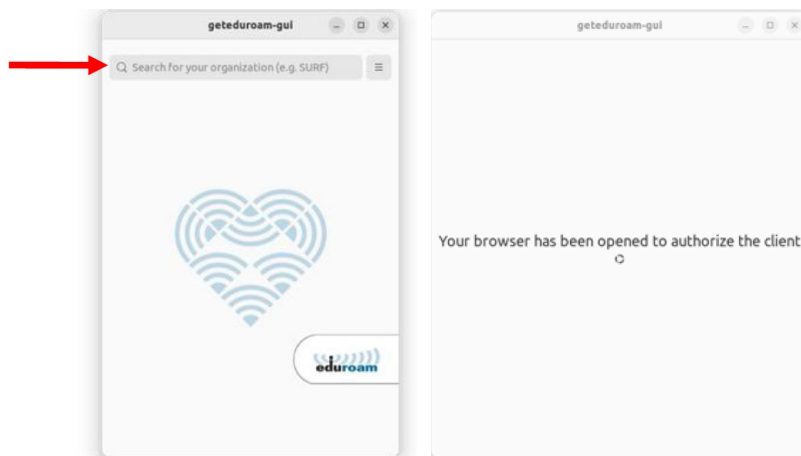 geteduroam-gui
Search for your organization (e.g. SURF)
eduroam
geteduroam-gui
Your browser has been opened to authorize the client